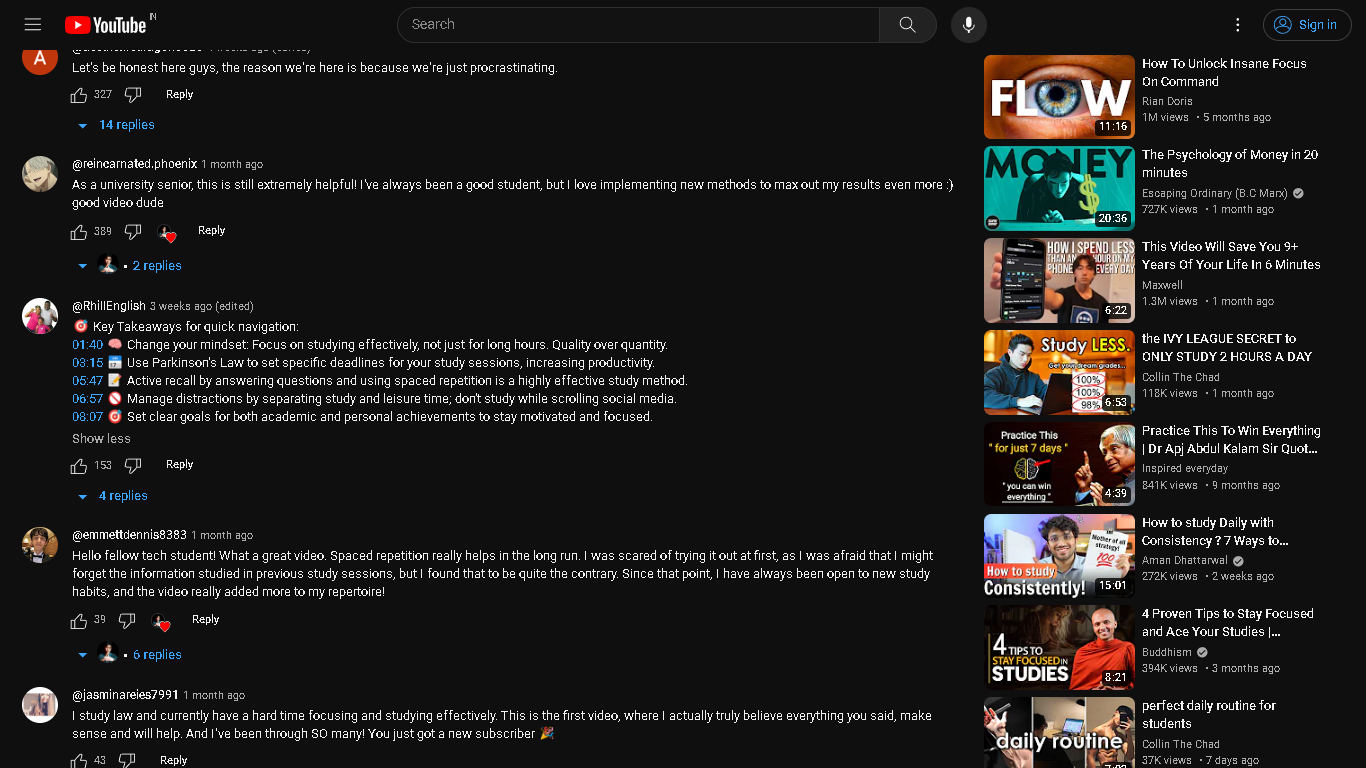 YouTube IN
Search
Sign in
A
Let's be honest here guys, the reason we're here is because we're just procrastinating.
327
Reply
14 replies
@reincarnated.phoenix 1 month ago
As a university senior, this is still extremely helpful! I've always been a good student, but I love implementing new methods to max out my results even more :)
good video dude
389
Reply
2 replies
@RhillEnglish 3 weeks ago (edited)
🎯 Key Takeaways for quick navigation:
01:40 🧠 Change your mindset: Focus on studying effectively, not just for long hours. Quality over quantity.
03:15 📅 Use Parkinson's Law to set specific deadlines for your study sessions, increasing productivity.
05:47 📝 Active recall by answering questions and using spaced repetition is a highly effective study method.
06:57 🚫 Manage distractions by separating study and leisure time; don't study while scrolling social media.
08:07 🎯 Set clear goals for both academic and personal achievements to stay motivated and focused.
Show less
153
Reply
4 replies
@emmettdennis8383 1 month ago
Hello fellow tech student! What a great video. Spaced repetition really helps in the long run. I was scared of trying it out at first, as I was afraid that I might
forget the information studied in previous study sessions, but I found that to be quite the contrary. Since that point, I have always been open to new study
habits, and the video really added more to my repertoire!
39
Reply
6 replies
@jasminareies7991 1 month ago
I study law and currently have a hard time focusing and studying effectively. This is the first video, where I actually truly believe everything you said, make
sense and will help. And I've been through SO many! You just got a new subscriber 🎉
43
Reply
FLOW
11:16
How To Unlock Insane Focus
On Command
Rian Doris
1M views • 5 months ago
MONEY
$
20:36
The Psychology of Money in 20
minutes
Escaping Ordinary (B.C Marx)
727K views • 1 month ago
HOW I SPEND LESS
THAN AN HOUR ON MY
PHONE EVERY DAY
6:22
This Video Will Save You 9+
Years Of Your Life In 6 Minutes
Maxwell
1.3M views • 1 month ago
Study LESS.
Get your dream grades...
100%
100%
98%
6:53
the IVY LEAGUE SECRET to
ONLY STUDY 2 HOURS A DAY
Collin The Chad
118K views • 1 month ago
Practice This
"for just 7 days"
"you can win
everything"
4:39
Practice This To Win Everything
| Dr Apj Abdul Kalam Sir Quot...
Inspired everyday
841K views • 9 months ago
Mother of all
strategy!
100
How to study
Consistently!
15:01
How to study Daily with
Consistency ? 7 Ways to...
Aman Dhattarwal
272K views • 2 weeks ago
4 TIPS TO
STAY FOCUSED IN
STUDIES
8:21
4 Proven Tips to Stay Focused
and Ace Your Studies |...
Buddhism
394K views • 3 months ago
daily routine
perfect daily routine for
students
Collin The Chad
37K views • 7 days ago